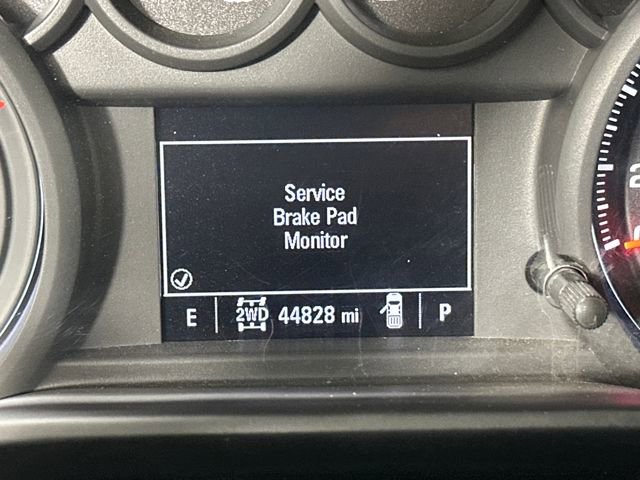 Service
Brake Pad
Monitor
E 2WD 44828 mi P